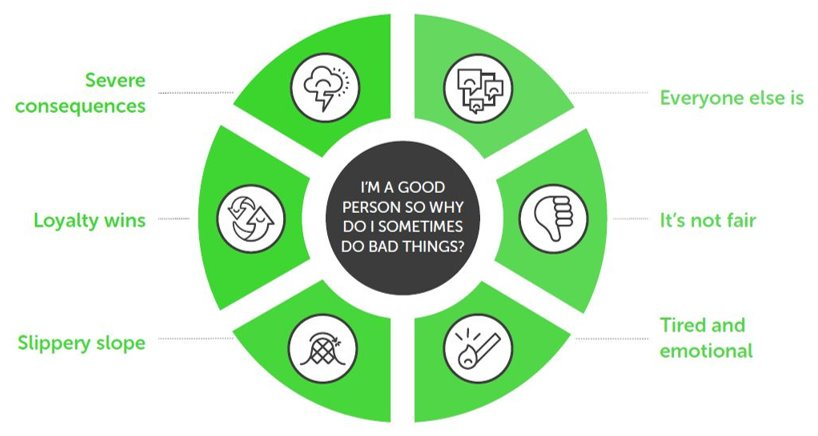 Severe
consequences
Everyone else is
I'M A GOOD
PERSON SO WHY
DO I SOMETIMES
DO BAD THINGS?
Loyalty wins
It's not fair
Slippery slope
Tired and
emotional